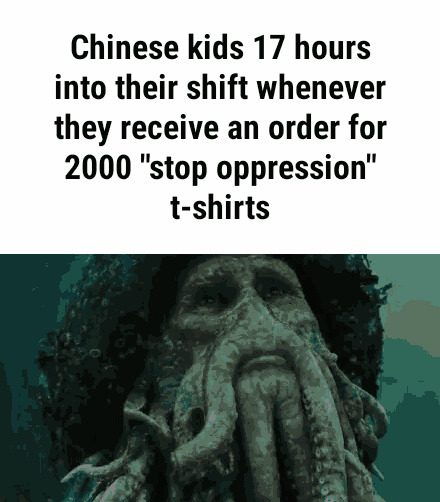 Chinese kids 17 hours
into their shift whenever
they receive an order for
2000 "stop oppression"
t-shirts